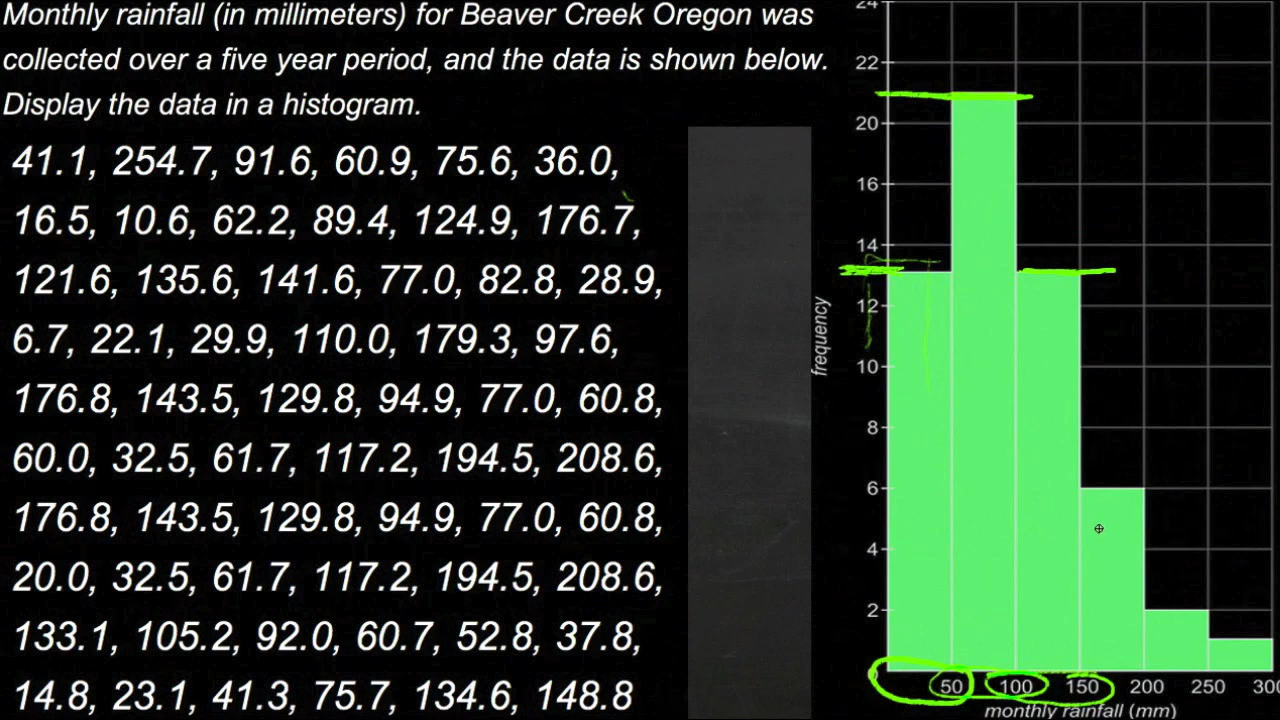 Monthly rainfall (in millimeters) for Beaver Creek Oregon was
collected over a five year period, and the data is shown below.
Display the data in a histogram.
41.1, 254.7, 91.6, 60.9, 75.6, 36.0,
16.5, 10.6, 62.2, 89.4, 124.9, 176.7,
121.6, 135.6, 141.6, 77.0, 82.8, 28.9,
6.7, 22.1, 29.9, 110.0, 179.3, 97.6,
176.8, 143.5, 129.8, 94.9, 77.0, 60.8,
60.0, 32.5, 61.7, 117.2, 194.5, 208.6,
176.8, 143.5, 129.8, 94.9, 77.0, 60.8,
20.0, 32.5, 61.7, 117.2, 194.5, 208.6,
133.1, 105.2, 92.0, 60.7, 52.8, 37.8,
14.8, 23.1, 41.3, 75.7, 134.6, 148.8
24
22
20
16
14
12
10
8
6
4
2
frequency
50 100 150 200 250 300
monthly rainfall (mm)